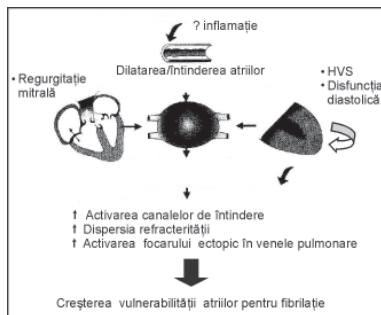 ? inflamație
Dilatarea/întinderea atriilor
• Regurgitație
mitrală
• HVS
• Disfuncția
diastolică
↑ Activarea canalelor de întindere
↑ Dispersia refracterității
↑ Activarea focarului ectopic în venele pulmonare
Creșterea vulnerabilității atriilor pentru fibrilație